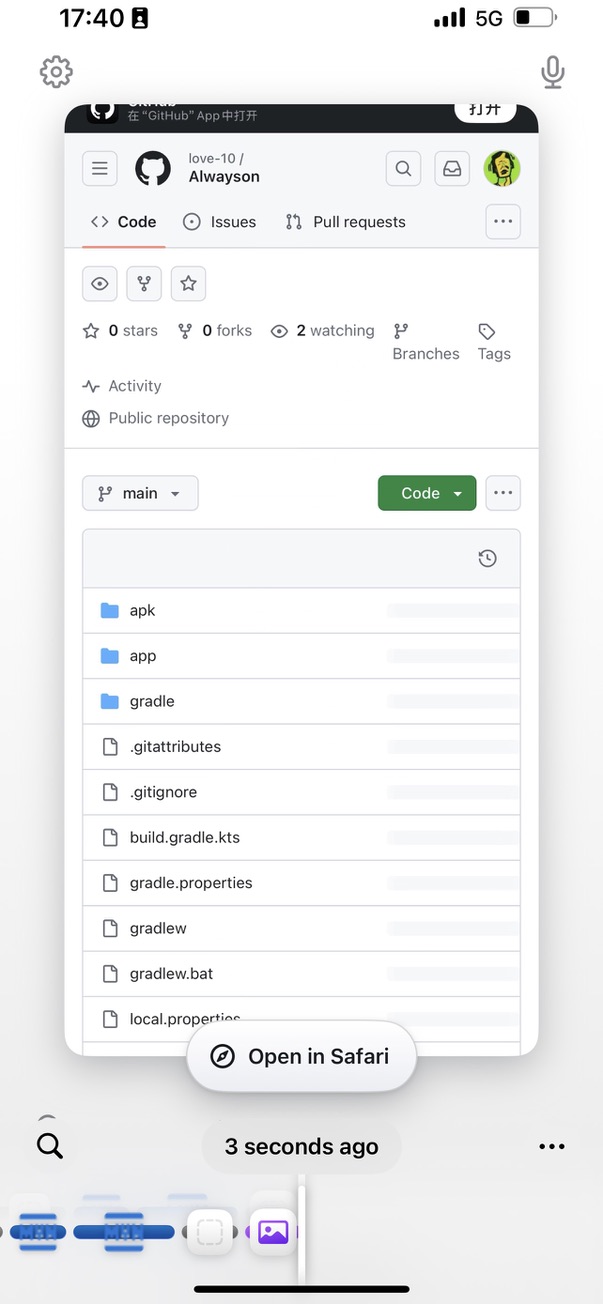 17:40
5G
GitHub
在 “GitHub” App 中打开
打开
love-10 /
Alwayson
Code
Issues
Pull requests
0 stars
0 forks
2 watching
Branches
Tags
Activity
Public repository
main
Code
apk
app
gradle
.gitattributes
.gitignore
build.gradle.kts
gradle.properties
gradlew
gradlew.bat
local.properties
Open in Safari
3 seconds ago